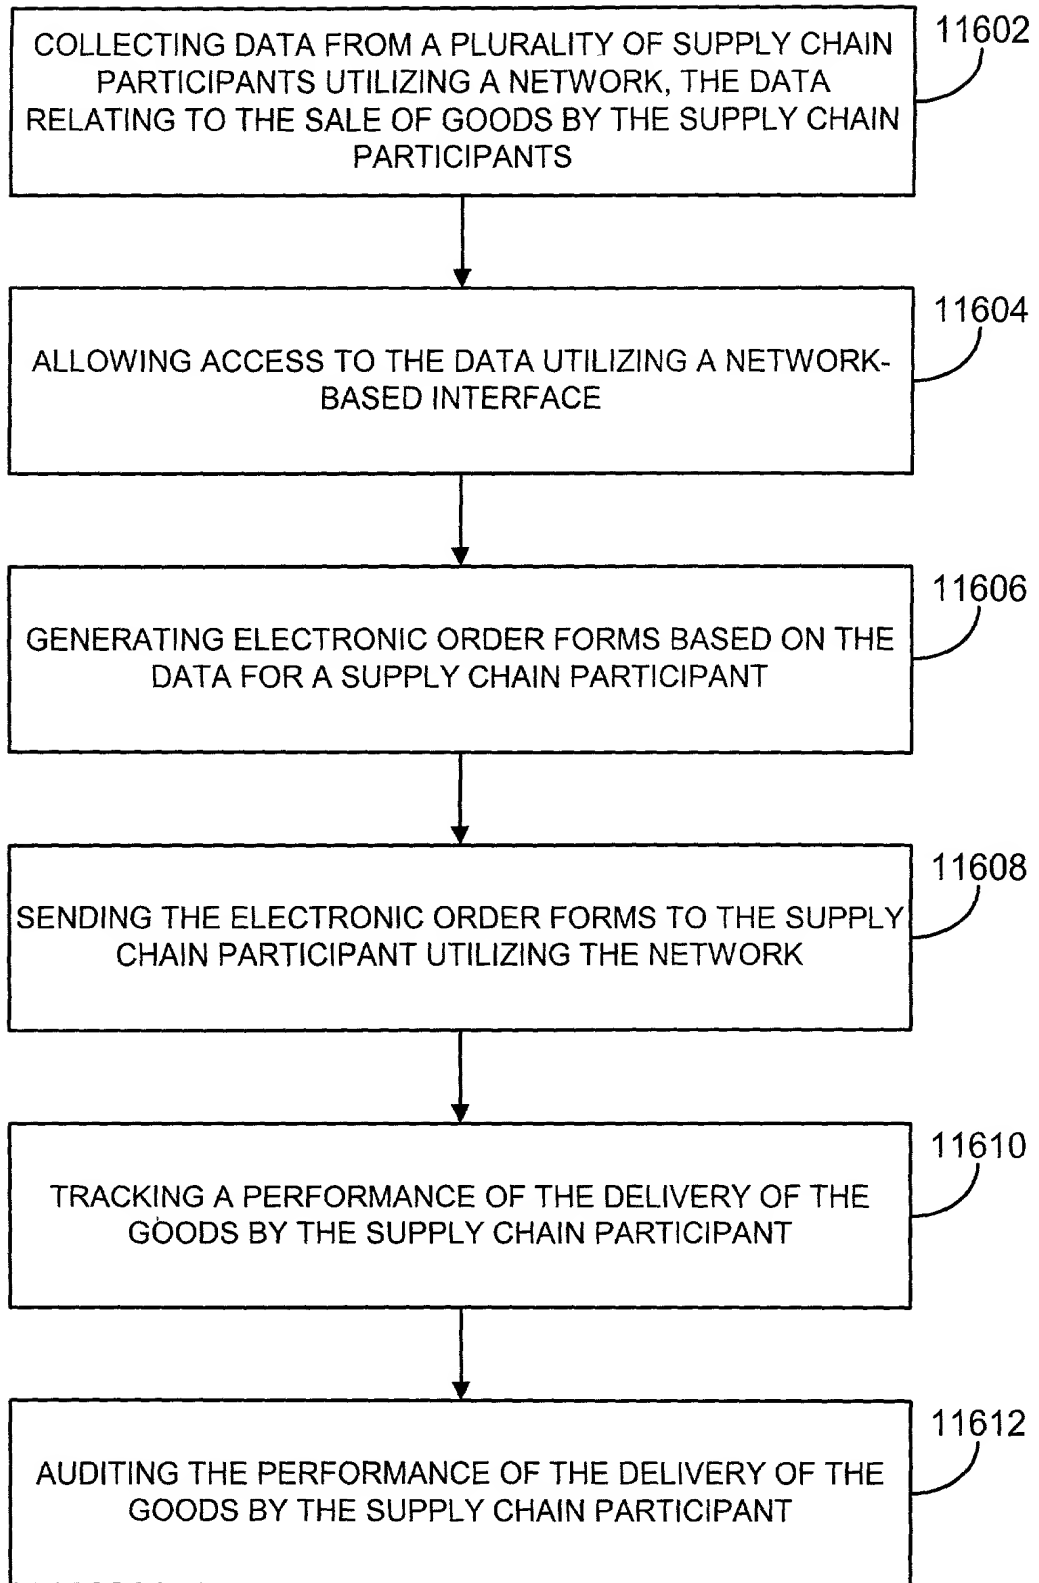 COLLECTING DATA FROM A PLURALITY OF SUPPLY CHAIN
PARTICIPANTS UTILIZING A NETWORK, THE DATA
RELATING TO THE SALE OF GOODS BY THE SUPPLY CHAIN
PARTICIPANTS
11602
ALLOWING ACCESS TO THE DATA UTILIZING A NETWORK-
BASED INTERFACE
11604
GENERATING ELECTRONIC ORDER FORMS BASED ON THE
DATA FOR A SUPPLY CHAIN PARTICIPANT
11606
SENDING THE ELECTRONIC ORDER FORMS TO THE SUPPLY
CHAIN PARTICIPANT UTILIZING THE NETWORK
11608
TRACKING A PERFORMANCE OF THE DELIVERY OF THE
GOODS BY THE SUPPLY CHAIN PARTICIPANT
11610
AUDITING THE PERFORMANCE OF THE DELIVERY OF THE
GOODS BY THE SUPPLY CHAIN PARTICIPANT
11612